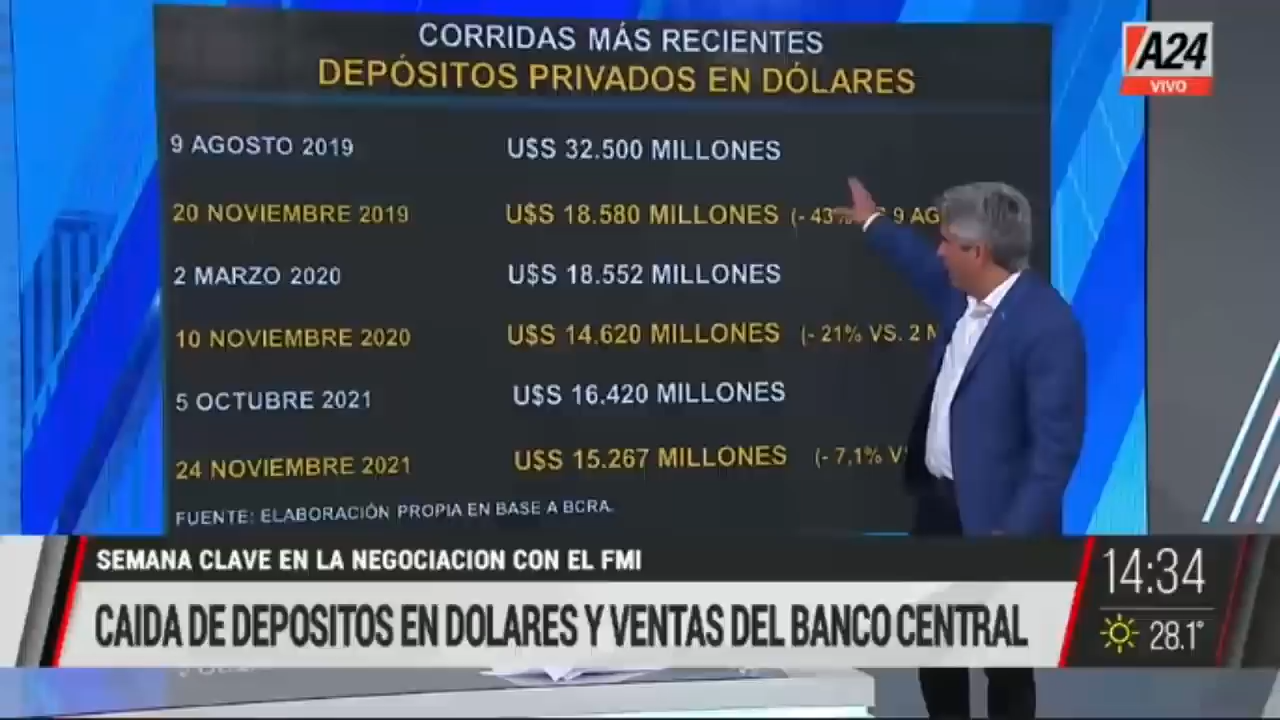 CORRIDAS MÁS RECIENTES
DEPÓSITOS PRIVADOS EN DÓLARES
A24
VIVO
9 AGOSTO 2019 U$S 32.500 MILLONES
20 NOVIEMBRE 2019 U$S 18.580 MILLONES (- 43% 9 AG
2 MARZO 2020 U$S 18.552 MILLONES
10 NOVIEMBRE 2020 U$S 14.620 MILLONES (- 21% VS. 2
5 OCTUBRE 2021 U$S 16.420 MILLONES
24 NOVIEMBRE 2021 U$S 15.267 MILLONES (- 7,1%
FUENTE: ELABORACIÓN PROPIA EN BASE A BCRA.
SEMANA CLAVE EN LA NEGOCIACION CON EL FMI
CAIDA DE DEPOSITOS EN DOLARES Y VENTAS DEL BANCO CENTRAL
14:34
28.1°